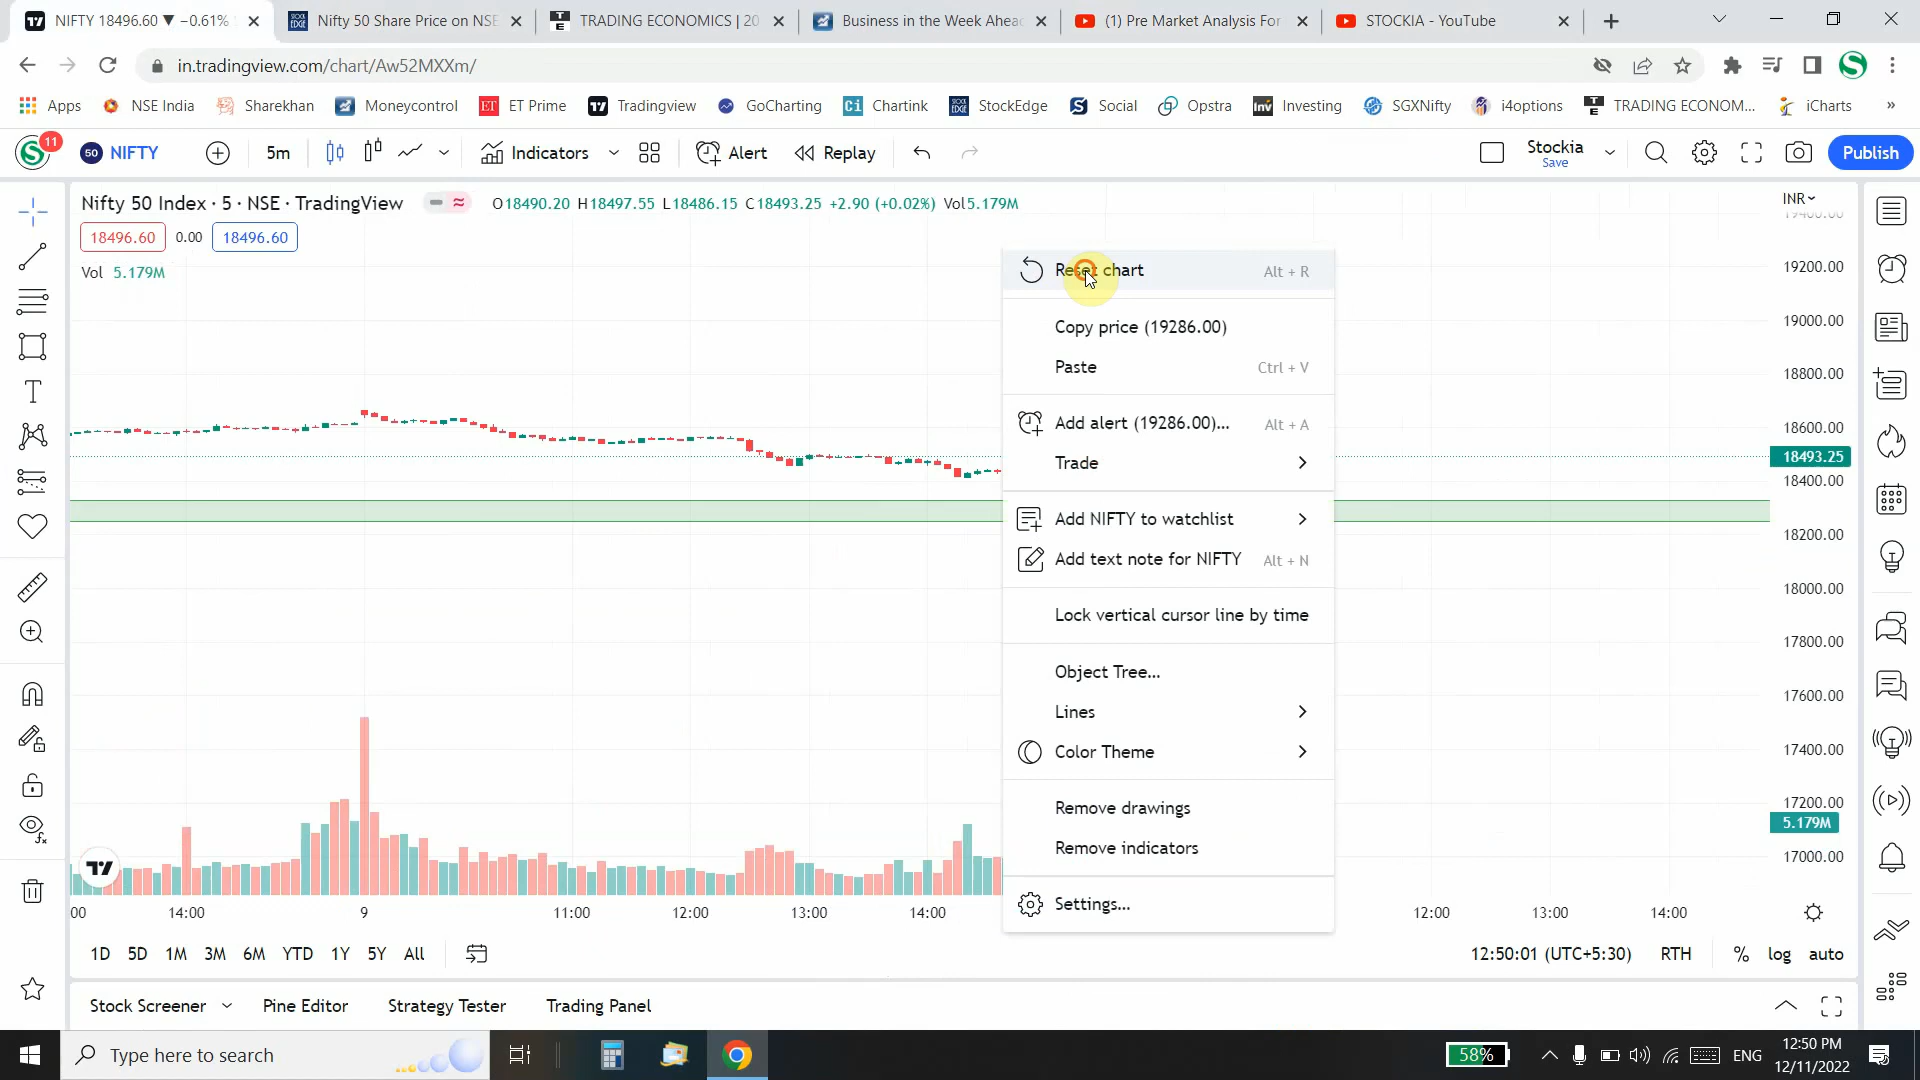 NIFTY 18496.60 ▼ −0.61%
Nifty 50 Share Price on NSE
TRADING ECONOMICS | 20
Business in the Week Ahead
(1) Pre Market Analysis For
STOCKIA - YouTube
in.tradingview.com/chart/Aw52MXXm/
Apps
NSE India
Sharekhan
Moneycontrol
ET Prime
Tradingview
GoCharting
Chartink
StockEdge
Social
Opstra
Investing
SGXNifty
i4options
TRADING ECONOM...
iCharts
»
11
50 NIFTY
5m
Indicators
Alert
Replay
Stockia
Save
Publish
Nifty 50 Index · 5 · NSE · TradingView
O18490.20 H18497.55 L18486.15 C18493.25 +2.90 (+0.02%) Vol5.179M
INR
18496.60 0.00 18496.60
Vol 5.179M
Reset chart Alt + R
Copy price (19286.00)
Paste Ctrl + V
Add alert (19286.00)... Alt + A
Trade
Add NIFTY to watchlist
Add text note for NIFTY Alt + N
Lock vertical cursor line by time
Object Tree...
Lines
Color Theme
Remove drawings
Remove indicators
Settings...
19400.00
19200.00
19000.00
18800.00
18600.00
18493.25
18400.00
18200.00
18000.00
17800.00
17600.00
17400.00
17200.00
5.179M
17000.00
00 14:00 9 11:00 12:00 13:00 14:00 12:00 13:00 14:00
1D 5D 1M 3M 6M YTD 1Y 5Y All
12:50:01 (UTC+5:30) RTH % log auto
Stock Screener Pine Editor Strategy Tester Trading Panel
Type here to search
58%
ENG
12:50 PM
12/11/2022